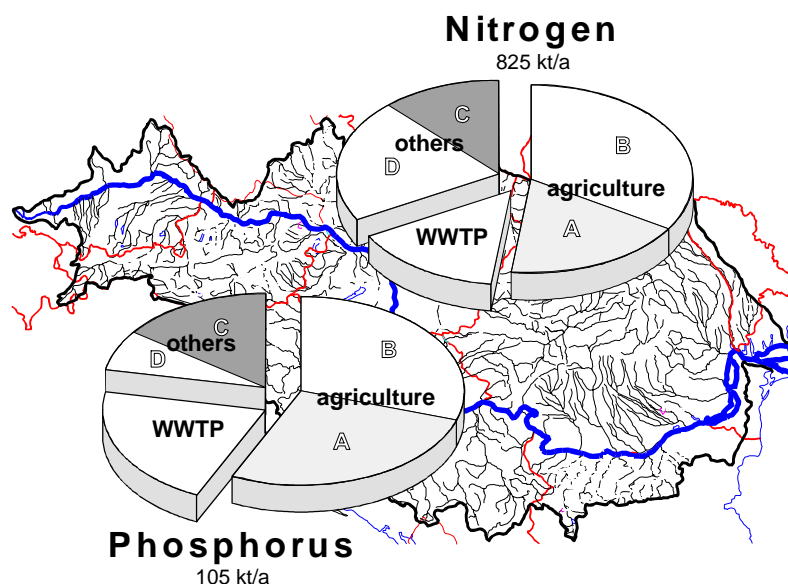 Nitrogen
825 kt/a
C
others
D
B
agriculture
A
WWTP
C
others
D
B
agriculture
A
WWTP
Phosphorus
105 kt/a